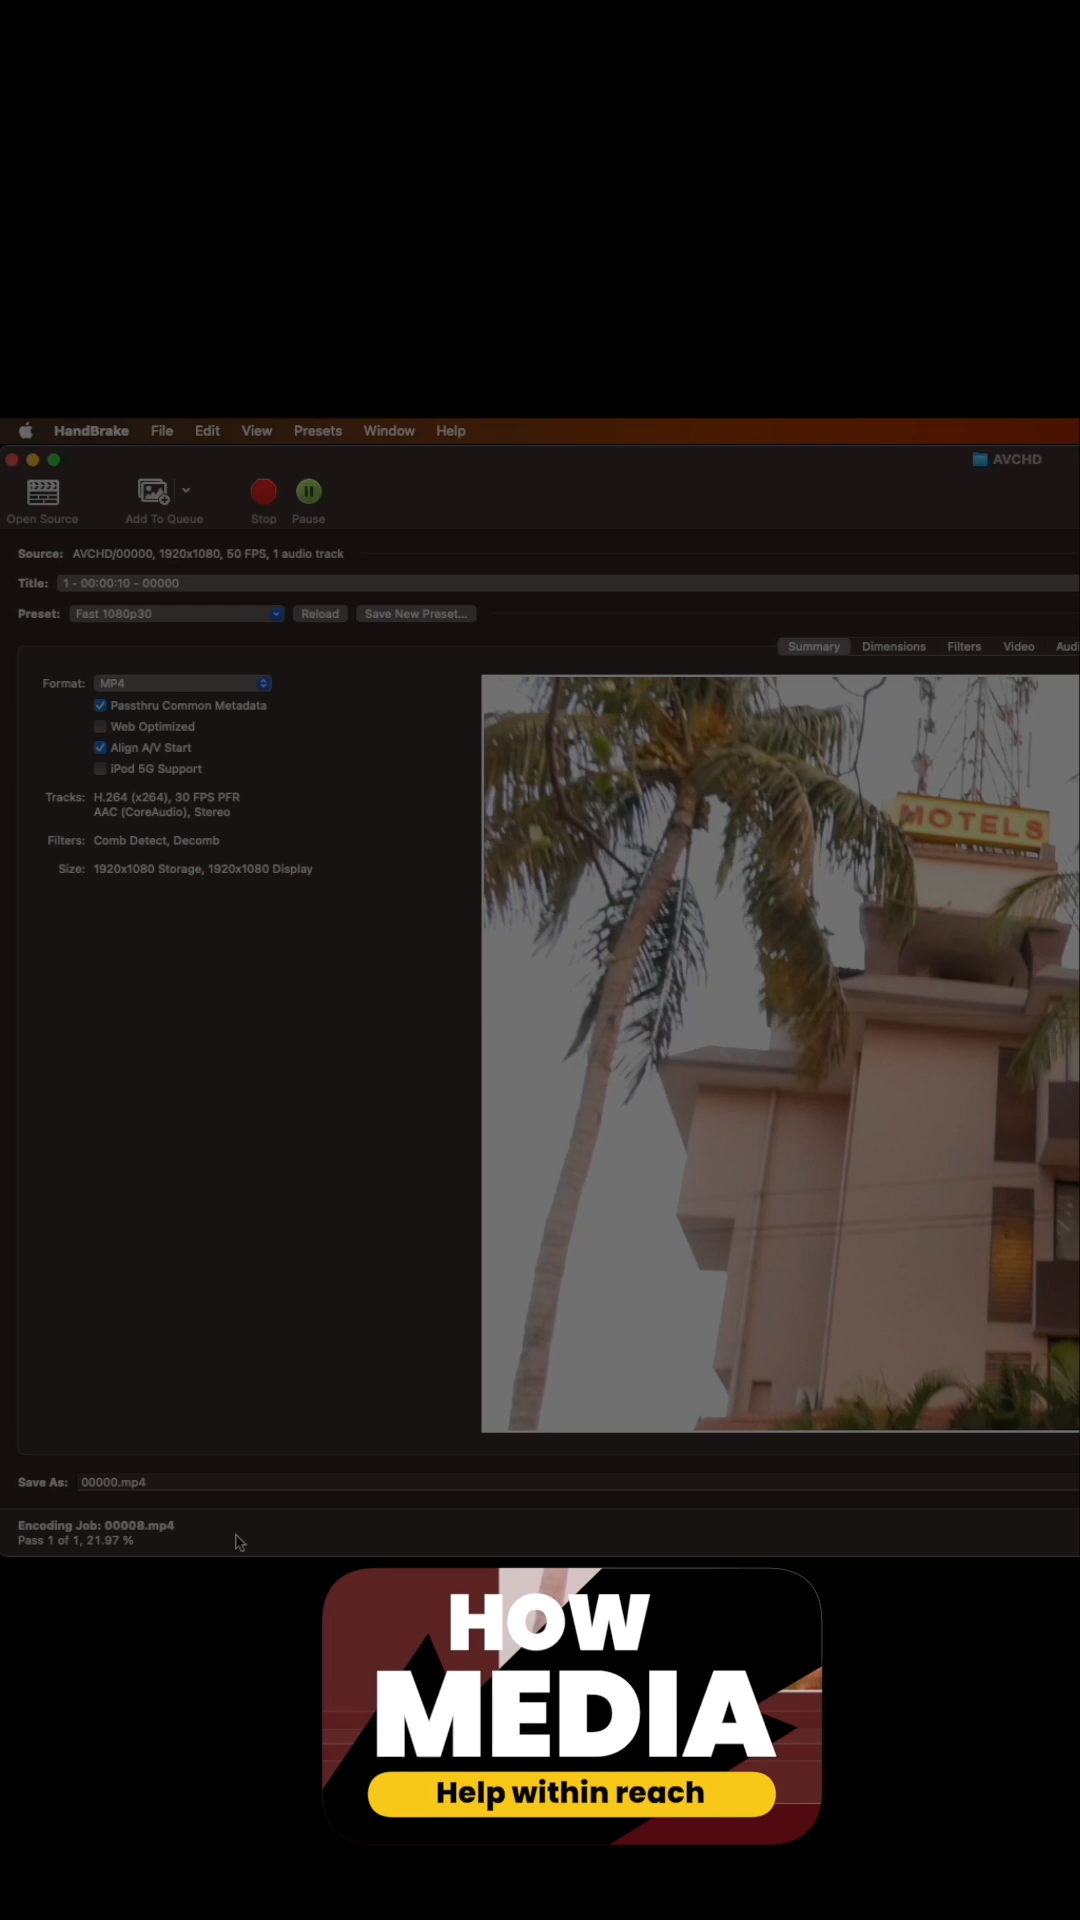 HandBrake File Edit View Presets Window Help
AVCHD
Open Source Add To Queue Stop Pause
Source: AVCHD/00000, 1920x1080, 50 FPS, 1 audio track
Title: 1 - 00:00:10 - 00000
Preset: Fast 1080p30 Reload Save New Preset...
Summary Dimensions Filters Video Audi
Format: MP4
Passthru Common Metadata
Web Optimized
Align A/V Start
iPod 5G Support
Tracks: H.264 (x264), 30 FPS PFR
AAC (CoreAudio), Stereo
Filters: Comb Detect, Decomb
Size: 1920x1080 Storage, 1920x1080 Display
MOTELS
Save As: 00000.mp4
Encoding Job: 00008.mp4
Pass 1 of 1, 21.97 %
HOW
MEDIA
Help within reach